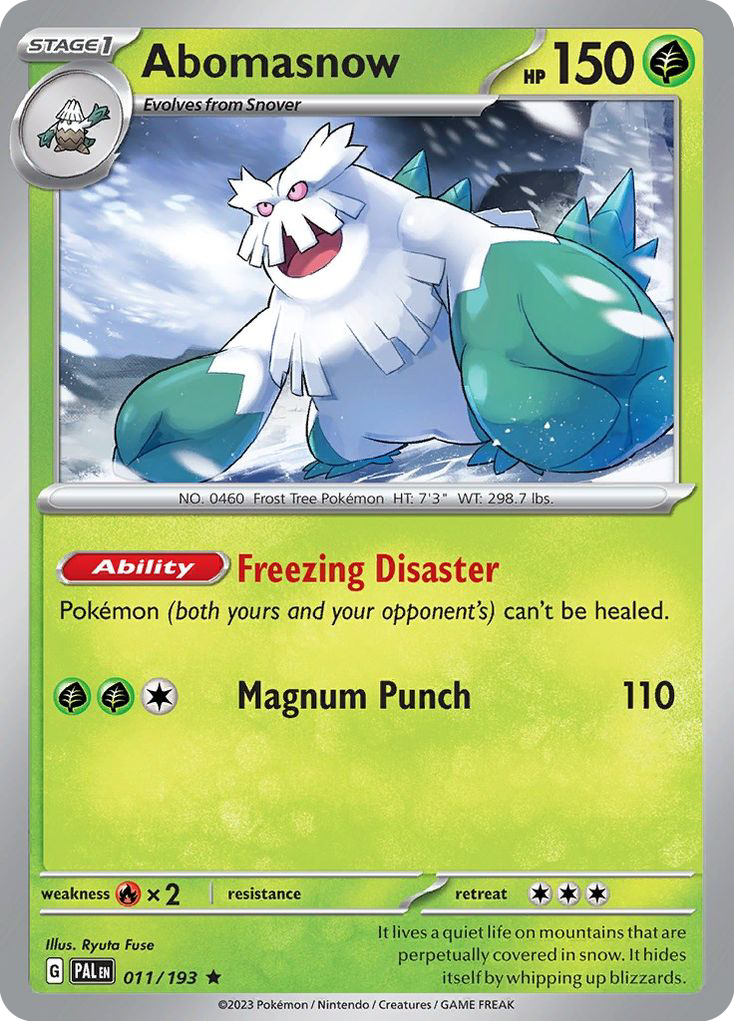 STAGE1
Abomasnow
HP 150
Evolves from Snover
NO. 0460 Frost Tree Pokémon HT: 7'3" WT: 298.7 lbs.
Ability Freezing Disaster
Pokémon (both yours and your opponent's) can't be healed.
Magnum Punch 110
weakness ×2 resistance retreat
Illus. Ryuta Fuse
It lives a quiet life on mountains that are
perpetually covered in snow. It hides
itself by whipping up blizzards.
G PAL EN 011/193 ★
©2023 Pokémon / Nintendo / Creatures / GAME FREAK